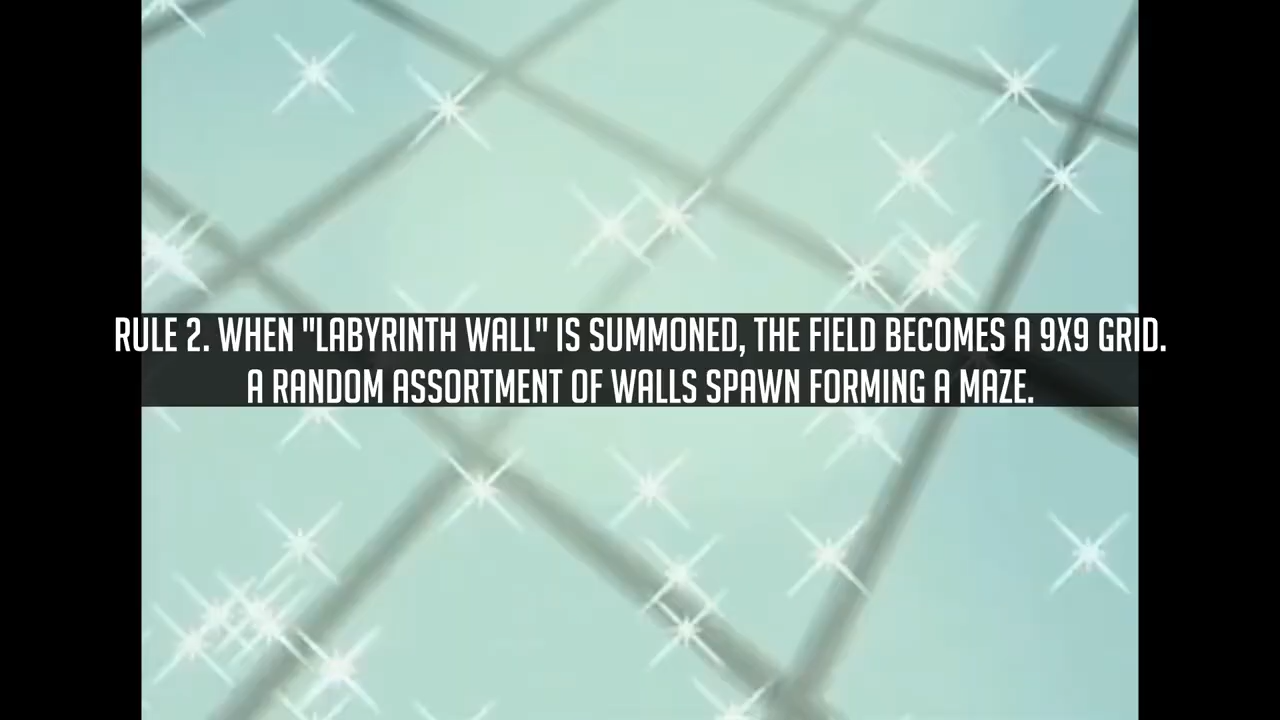 RULE 2. WHEN "LABYRINTH WALL" IS SUMMONED, THE FIELD BECOMES A 9X9 GRID.
A RANDOM ASSORTMENT OF WALLS SPAWN FORMING A MAZE.